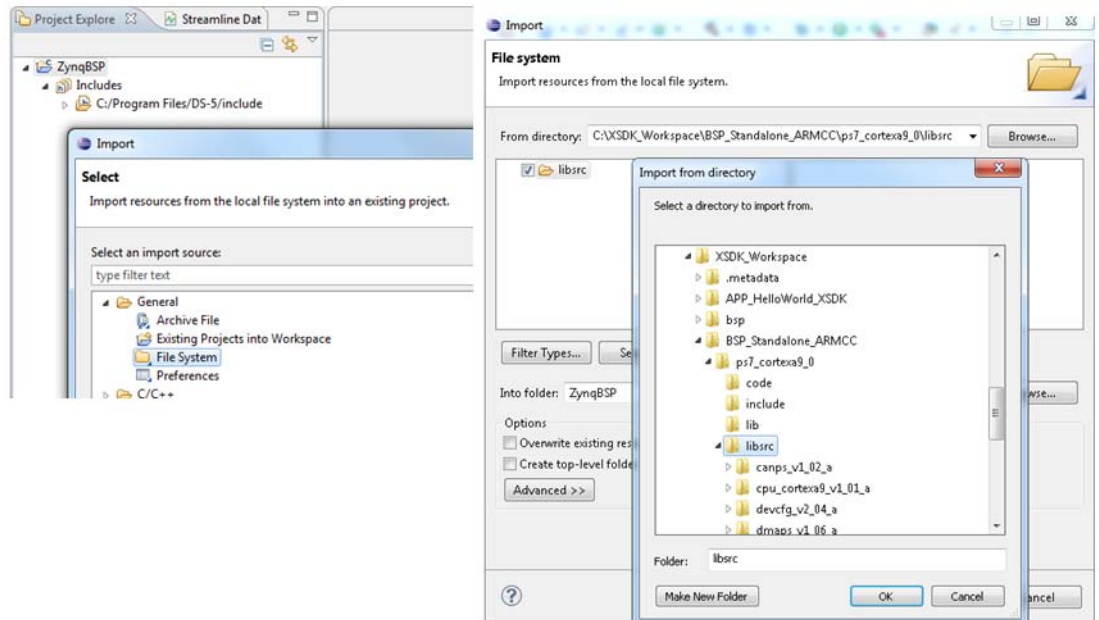 Project Explore
Streamline Dat
ZynqBSP
Includes
C:/Program Files/DS-5/include
Import
Select
Import resources from the local file system into an existing project.
Select an import source:
type filter text
General
Archive File
Existing Projects into Workspace
File System
Preferences
C/C++
Import
File system
Import resources from the local file system.
From directory: C:\XSDK_Workspace\BSP_Standalone_ARMCC\ps7_cortexa9_0\libsrc Browse...
libsrc
Filter Types... Se
Into folder: ZynqBSP wse...
Options
Overwrite existing res
Create top-level folde
Advanced >>
ancel
Import from directory
Select a directory to import from.
XSDK_Workspace
.metadata
APP_HelloWorld_XSDK
bsp
BSP_Standalone_ARMCC
ps7_cortexa9_0
code
include
lib
libsrc
canps_v1_02_a
cpu_cortexa9_v1_01_a
devcfg_v2_04_a
dmaps_v1_06_a
Folder: libsrc
Make New Folder OK Cancel